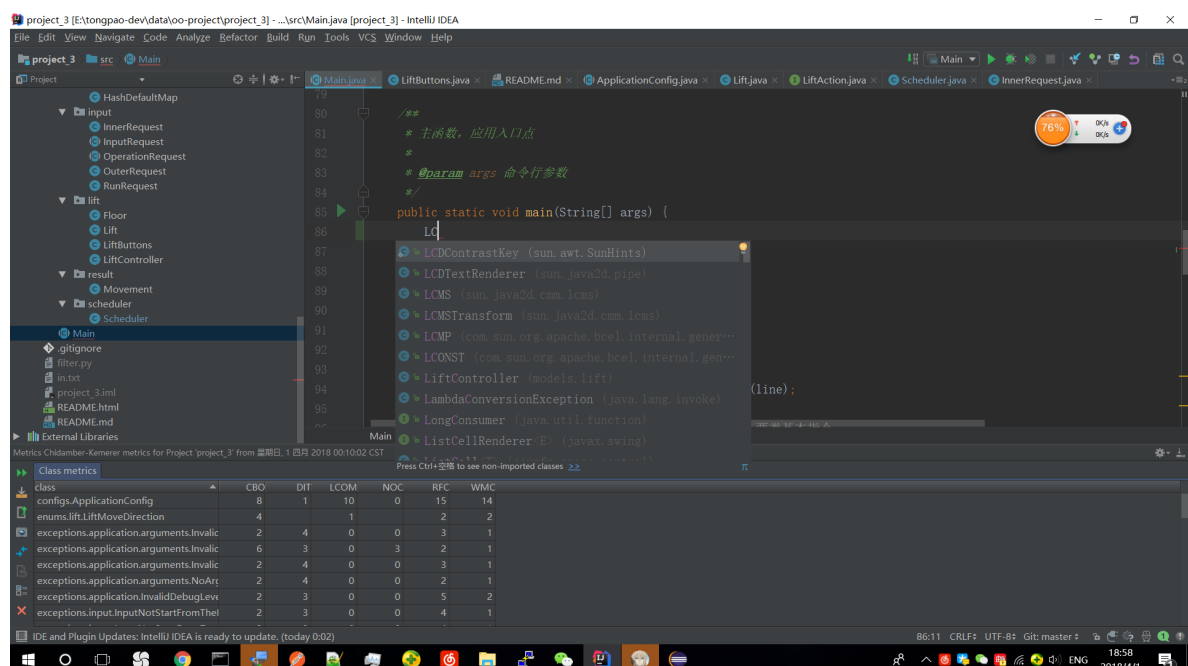 project_3 [E:\tongpao-dev\data\oo-project\project_3] - ...\src\Main.java [project_3] - IntelliJ IDEA
File Edit View Navigate Code Analyze Refactor Build Run Tools VCS Window Help
project_3 src Main Main
Project Main.java LiftButtons.java README.md ApplicationConfig.java Lift.java LiftAction.java Scheduler.java InnerRequest.java
HashDefaultMap
input
InnerRequest
InputRequest
OperationRequest
OuterRequest
RunRequest
lift
Floor
Lift
LiftButtons
LiftController
result
Movement
scheduler
Scheduler
Main
.gitignore
filter.py
in.txt
project_3.iml
README.html
README.md
External Libraries
79
80 /**
81 * 主函数，应用入口点
82 *
83 * @param args 命令行参数
84 */
85 public static void main(String[] args) {
86 LC
87
88
89
90
91
92
93
94 (line);
95
LCDContrastKey (sun.awt.SunHints)
LCDTextRenderer (sun.java2d.pipe)
LCMS (sun.java2d.cmm.lcms)
LCMSTransform (sun.java2d.cmm.lcms)
LCMP (com.sun.org.apache.bcel.internal.gener…
LCONST (com.sun.org.apache.bcel.internal.gen…
LiftController (models.lift)
LambdaConversionException (java.lang.invoke)
LongConsumer (java.util.function)
ListCellRenderer<E> (javax.swing)
Press Ctrl+空格 to see non-imported classes >>
π
76% 0K/s
0K/s
Main
Metrics Chidamber-Kemerer metrics for Project 'project_3' from 星期日, 1 四月 2018 00:10:02 CST
Class metrics
class CBO DIT LCOM NOC RFC WMC
configs.ApplicationConfig 8 1 10 0 15 14
enums.lift.LiftMoveDirection 4 1 2 2
exceptions.application.arguments.Invalid 2 4 0 0 3 1
exceptions.application.arguments.Invalid 6 3 0 3 2 1
exceptions.application.arguments.Invalid 2 4 0 0 3 1
exceptions.application.arguments.NoArg 2 4 0 0 2 1
exceptions.application.InvalidDebugLeve 2 3 0 0 5 2
exceptions.input.InputNotStartFromTheI 2 3 0 0 4 1
IDE and Plugin Updates: IntelliJ IDEA is ready to update. (today 0:02) 86:11 CRLF UTF-8 Git: master
ENG 18:58
2018/4/1